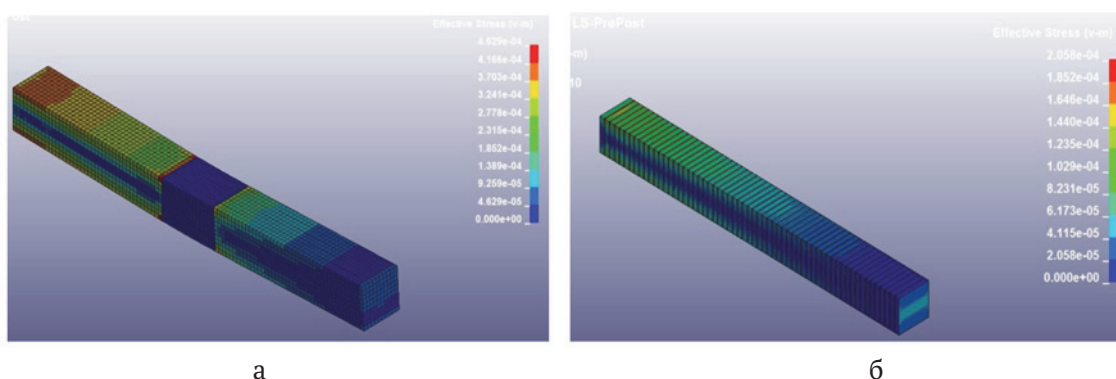 Effective Stress (v-m)
4.629e-04
4.166e-04
3.703e-04
3.241e-04
2.778e-04
2.315e-04
1.852e-04
1.389e-04
9.259e-05
4.629e-05
0.000e+00
LS-PrePost
-m)
10
Effective Stress (v-m)
2.058e-04
1.852e-04
1.646e-04
1.440e-04
1.235e-04
1.029e-04
8.231e-05
6.173e-05
4.115e-05
2.058e-05
0.000e+00
а
б